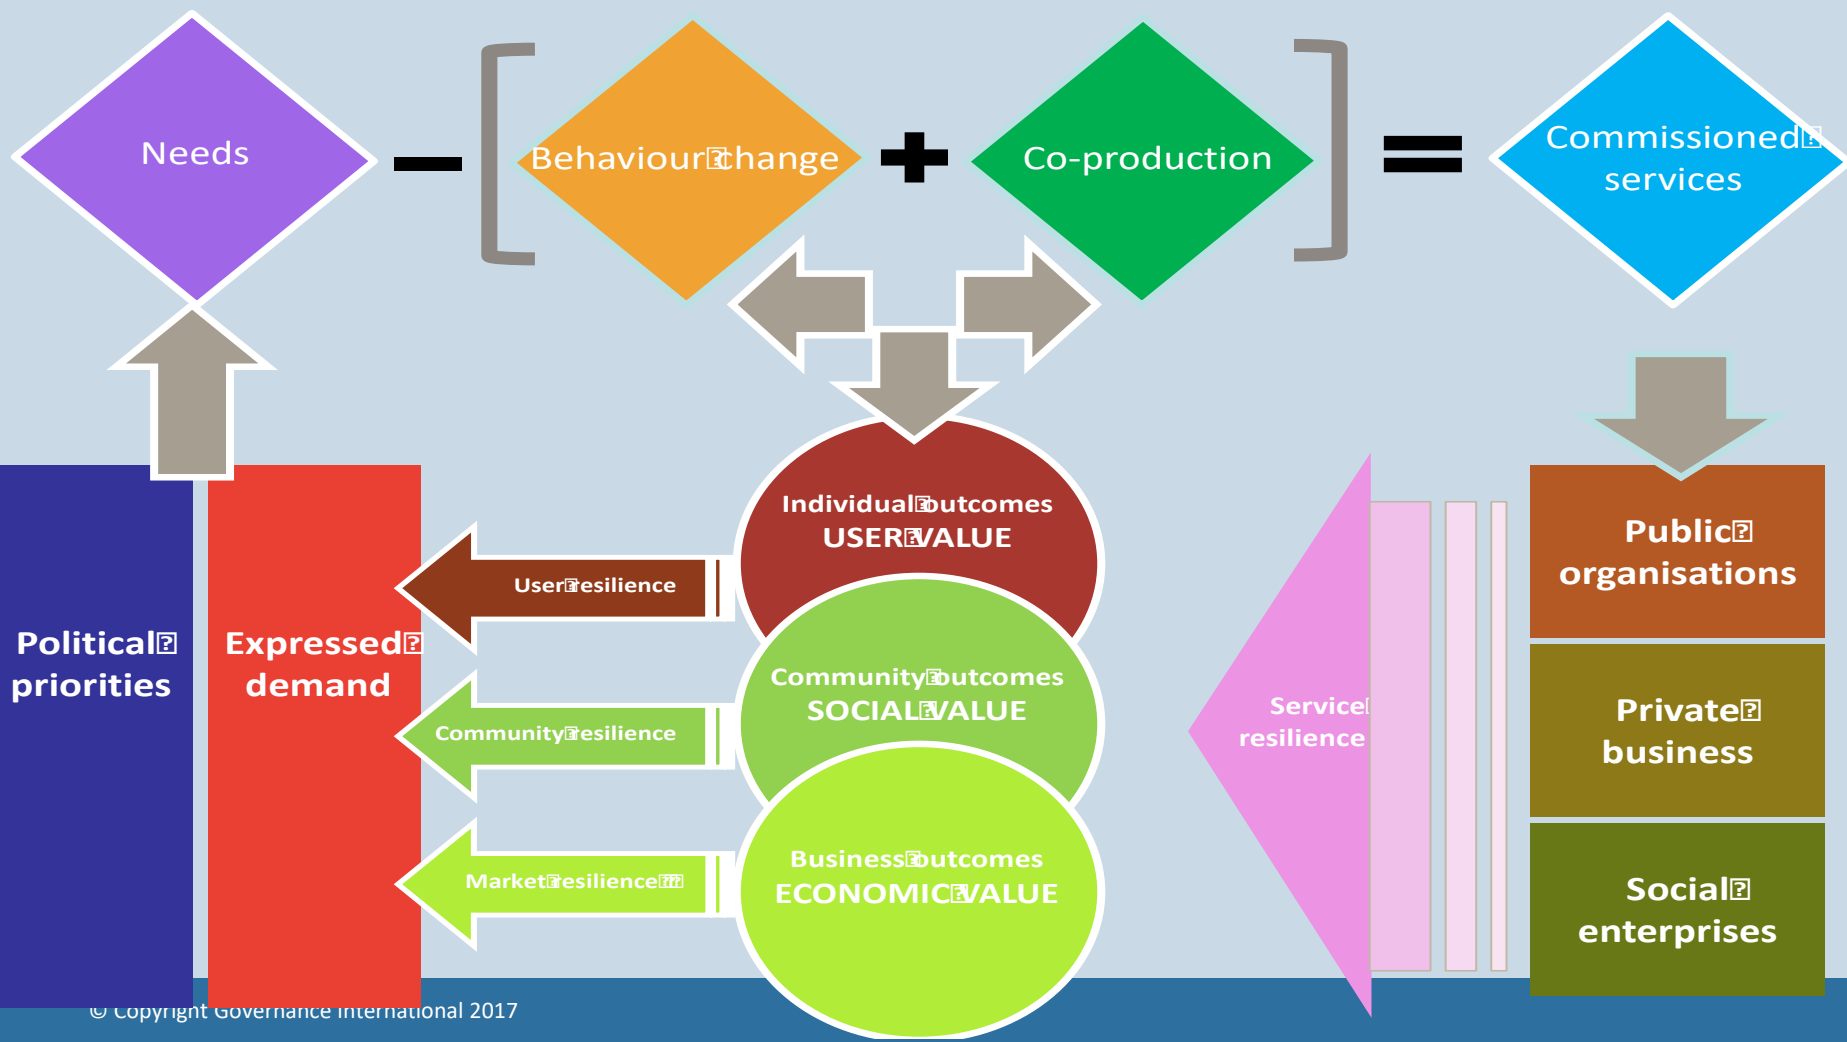 Needs
Behaviour change
Co-production
Commissioned
services
Political
priorities
Expressed
demand
User resilience
Community resilience
Market resilience
Individual outcomes
USER VALUE
Community outcomes
SOCIAL VALUE
Business outcomes
ECONOMIC VALUE
Service
resilience
Public
organisations
Private
business
Social
enterprises
© Copyright Governance International 2017